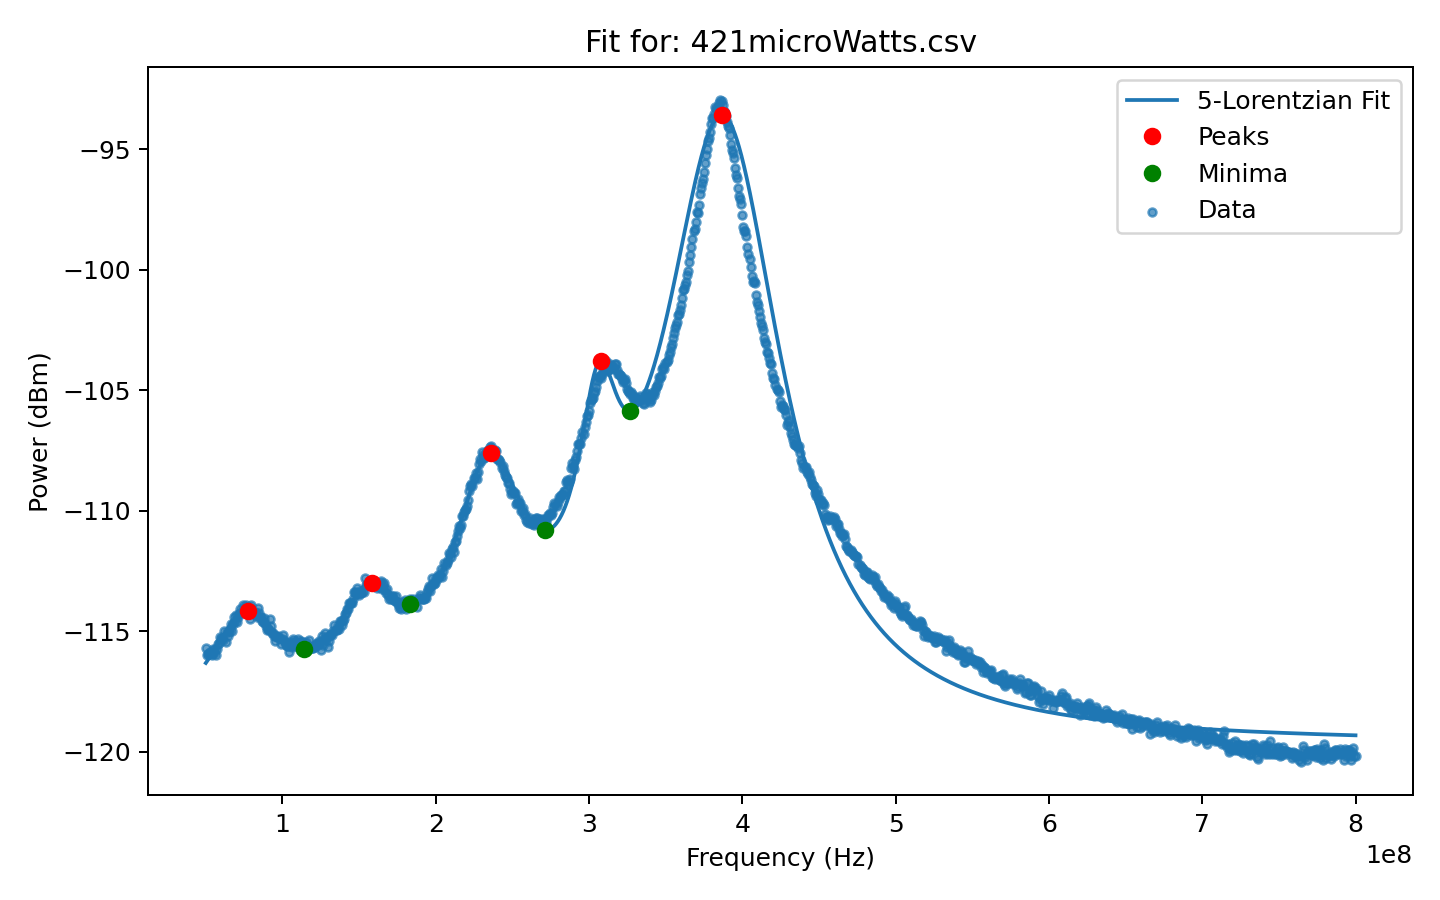 Fit for: 421microWatts.csv
5-Lorentzian Fit
Peaks
Minima
Data
Power (dBm)
−95
−100
−105
−110
−115
−120
1 2 3 4 5 6 7 8
1e8
Frequency (Hz)